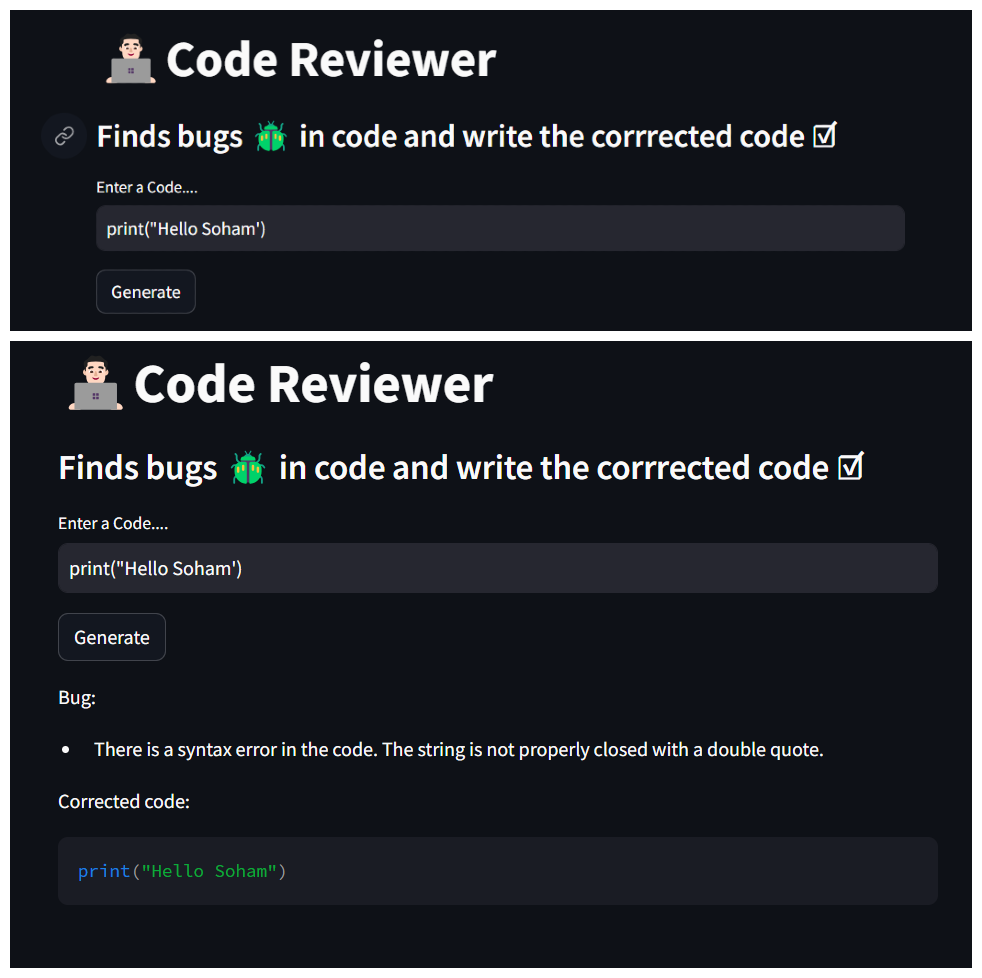 Code Reviewer
Finds bugs in code and write the corrrected code
Enter a Code....
print("Hello Soham')
Generate
Code Reviewer
Finds bugs in code and write the corrrected code
Enter a Code....
print("Hello Soham')
Generate
Bug:
• There is a syntax error in the code. The string is not properly closed with a double quote.
Corrected code:
print("Hello Soham")